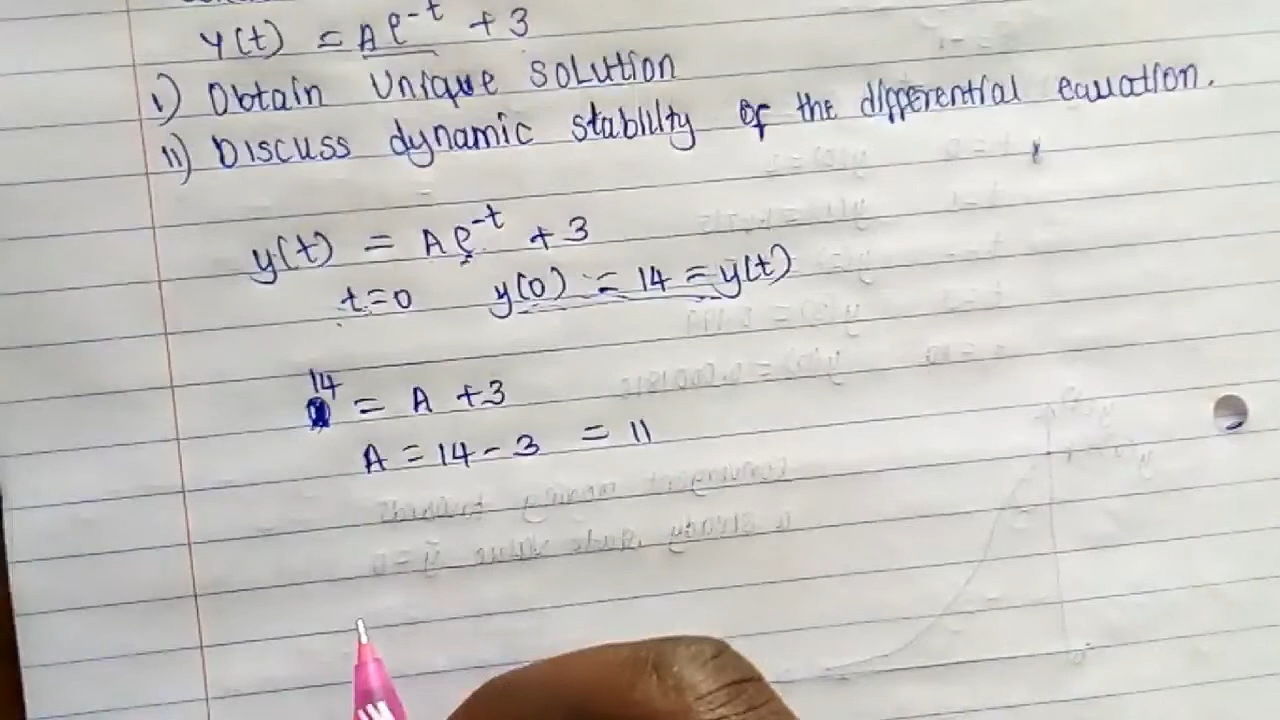 y(t) = Ae^-t + 3
i) Obtain Unique Solution
ii) Discuss dynamic stability of the differential equation.
y(t) = Ae^-t + 3
t=0 y(0) = 14 = y(t)
14
= A + 3
A = 14 - 3 = 11